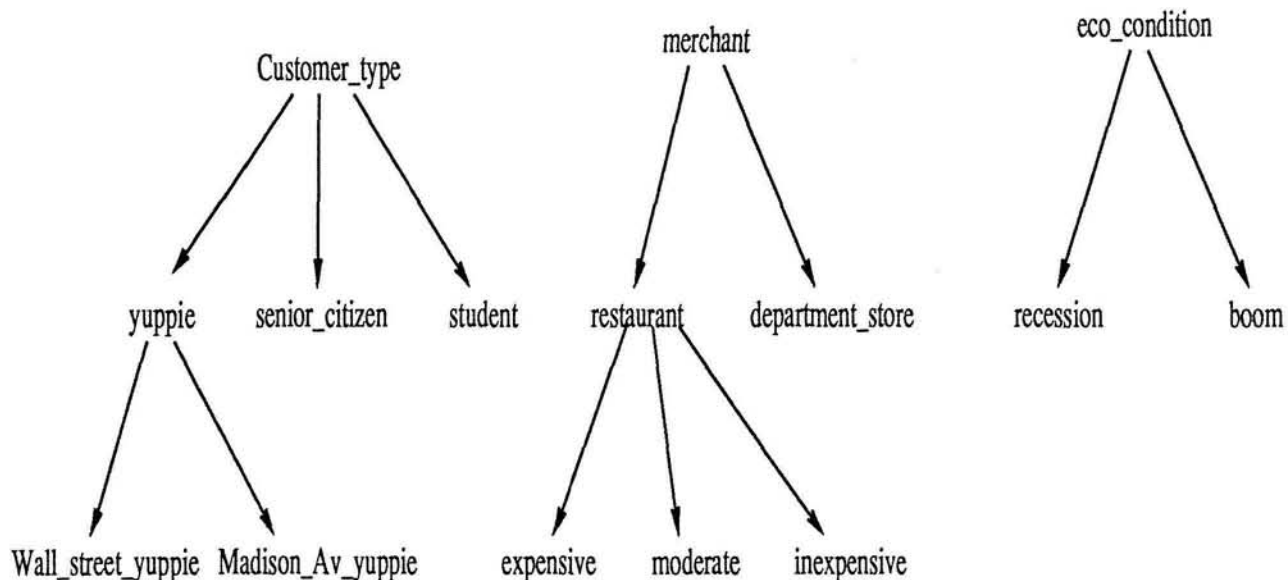 Customer_type
merchant
eco_condition
yuppie
senior_citizen
student
restaurant
department_store
recession
boom
Wall_street_yuppie
Madison_Av_yuppie
expensive
moderate
inexpensive